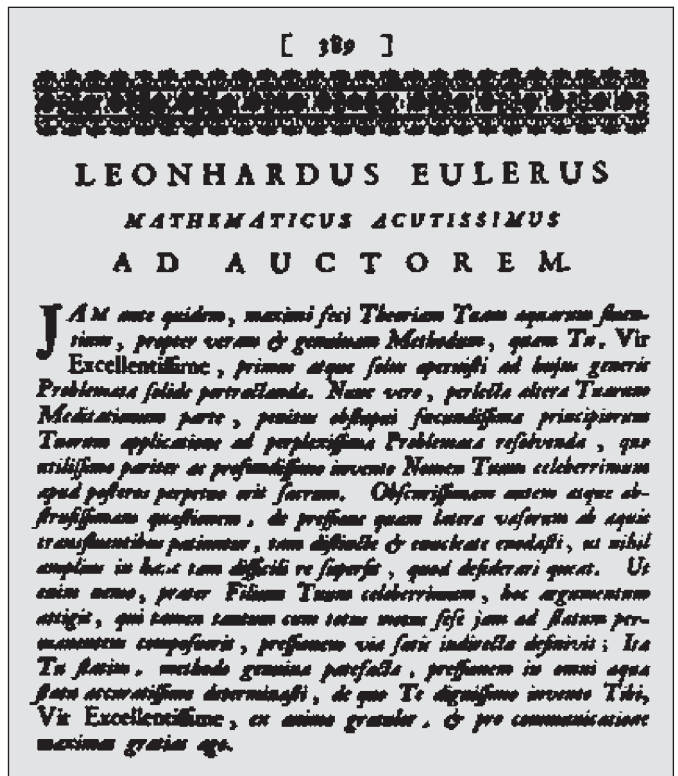 [ 389 ]
LEONHARDUS EULERUS
MATHEMATICUS ACUTISSIMUS
AD AUCTOREM.
JAM ante quidem, maximi feci Theoriam Tuam aquarum fluen-
tium, propter veram & genuinam Methodum, quam Tu, Vir
Excellentissime, primus atque solus aperuisti ad hujus generis
Problemata solide pertractanda. Nunc vero, perlecta altera Tuarum
Meditationum parte, penitus obstupui facundissima principiorum
Tuorum applicatione ad perplexissima Problemata resolvenda, quo
utilissimo pariter ac profundissimo invento Nomen Tuum celeberrimum
apud posteros perpetuo erit sacrum. Obscurissimam autem atque ab-
strusissimam quæstionem, de pressione quam latera vasorum ab aquis
transfluentibus patiuntur, tam distincte & enucleate enodasti, ut nihil
amplius in hac tam difficili re supersit, quod desiderari queat. Ut
enim nemo, præter Filium Tuum celeberrimum, hoc argumentum
attigit, qui tamen tantum cum totus motus sese jam ad statum per-
manentem composuerit, pressionem via satis indirecta definivit; Ita
Tu statim, methodo genuina patefacta, pressionem in omni aquæ
statu accuratissime determinasti, de quo Te dignissimo invento Tibi,
Vir Excellentissime, ex animo gratulor, & pro communicatione
maximas gratias ago.